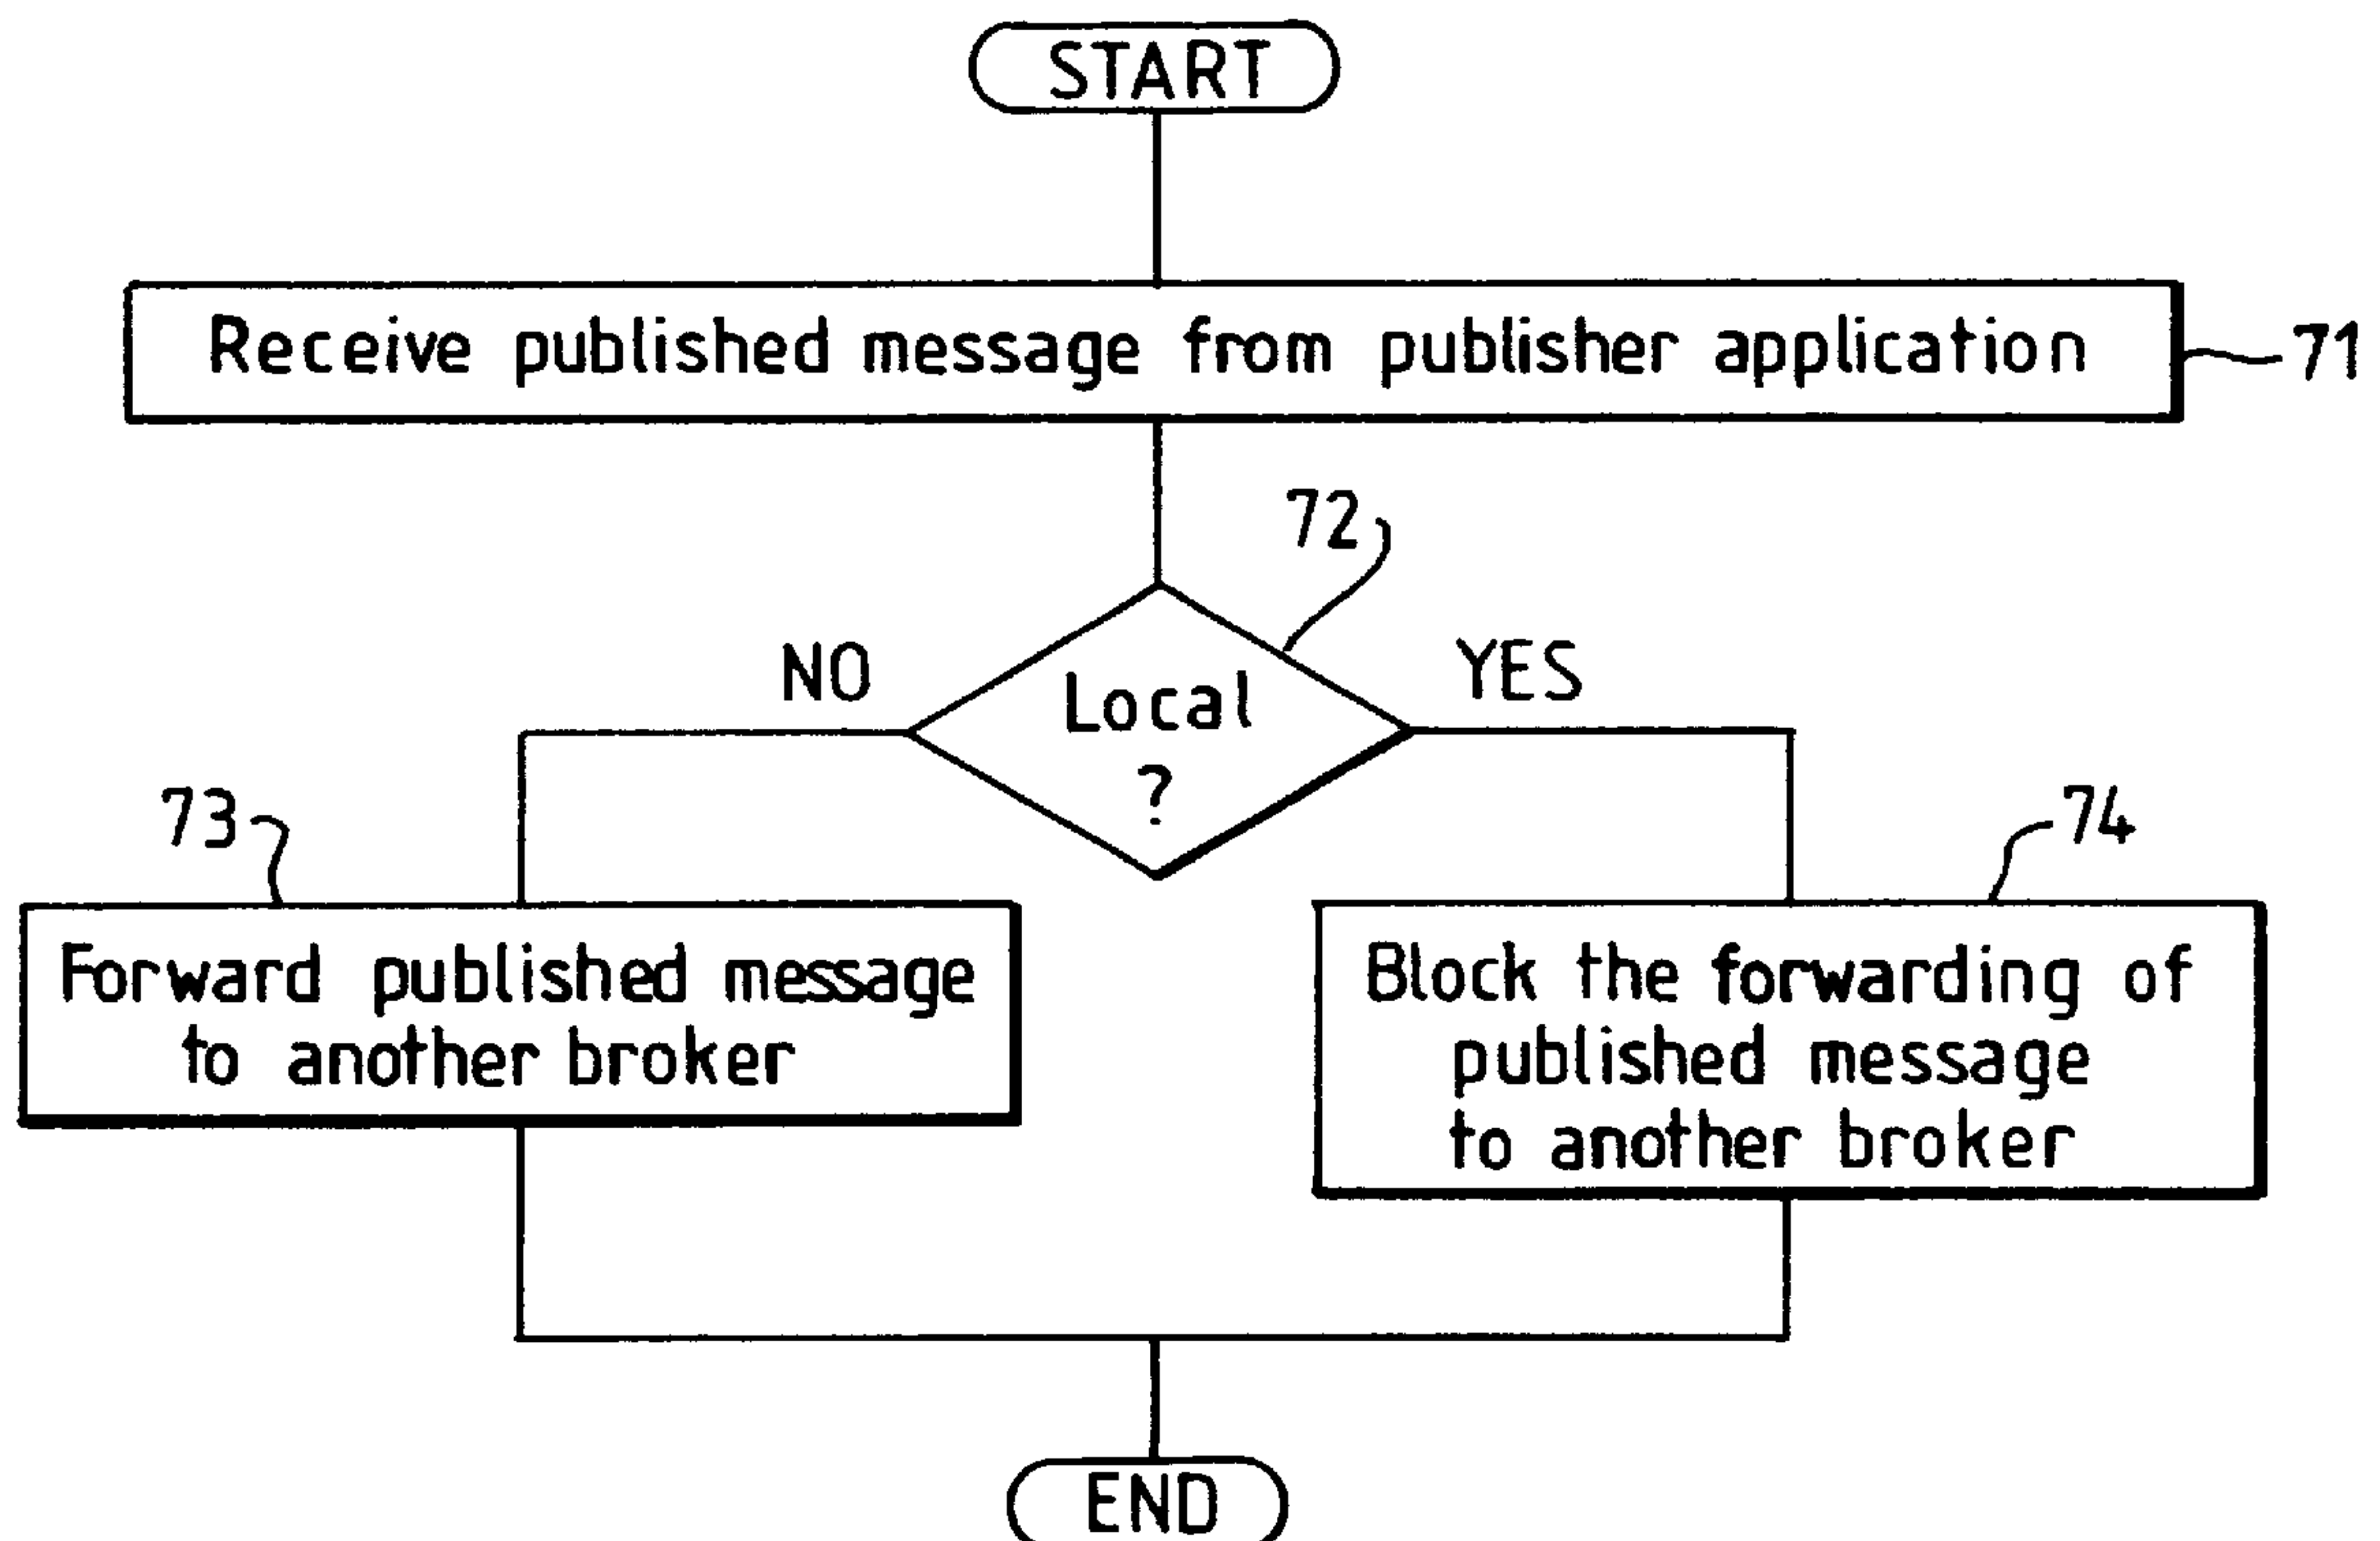 START
Receive published message from publisher application
71
72
NO
Local
?
YES
73
74
Forward published message
to another broker
Block the forwarding of
published message
to another broker
END